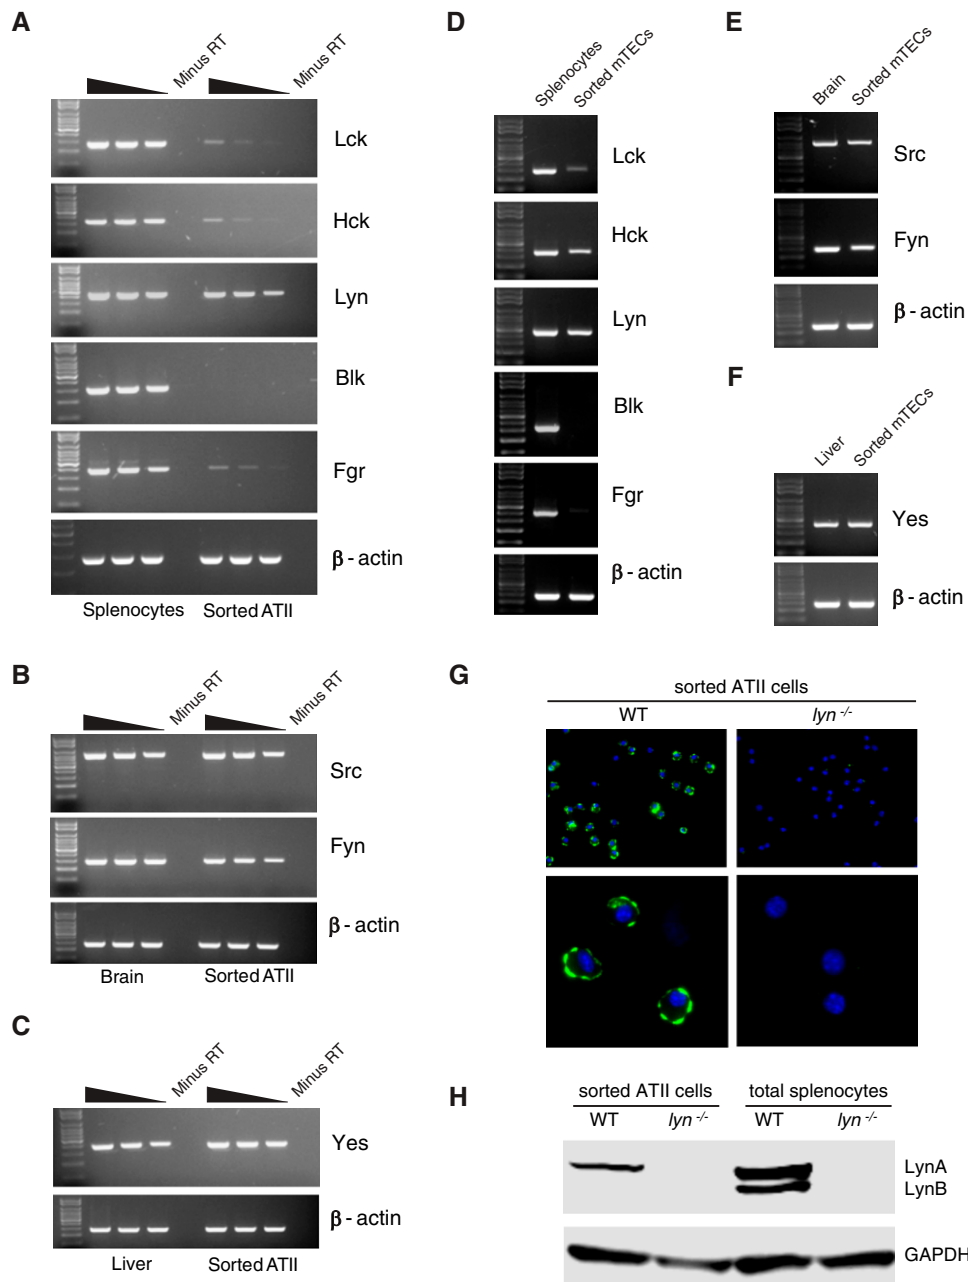 A
Minus RT
Minus RT
Lck
Hck
Lyn
Blk
Fgr
β - actin
Splenocytes
Sorted ATII
B
Minus RT
Minus RT
Src
Fyn
β - actin
Brain
Sorted ATII
C
Minus RT
Minus RT
Yes
β - actin
Liver
Sorted ATII
D
Splenocytes
Sorted mTECs
Lck
Hck
Lyn
Blk
Fgr
β - actin
E
Brain
Sorted mTECs
Src
Fyn
β - actin
F
Liver
Sorted mTECs
Yes
β - actin
G
sorted ATII cells
WT
lyn -/-
H
sorted ATII cells
total splenocytes
WT
lyn -/-
WT
lyn -/-
LynA
LynB
GAPDH